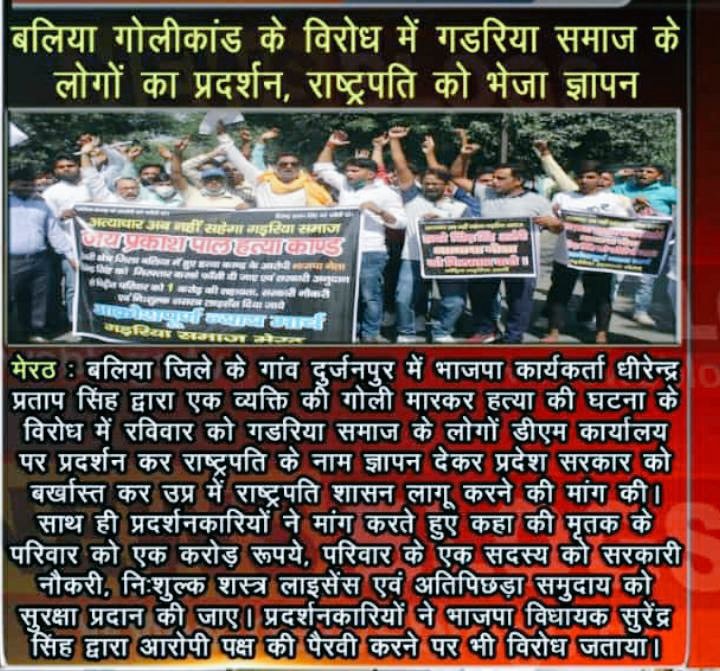 बलिया गोलीकांड के विरोध में गडरिया समाज के
लोगों का प्रदर्शन, राष्ट्रपति को भेजा ज्ञापन
अत्याचार अब नहीं सहेगा गड़रिया समाज
जय प्रकाश पाल हत्या काण्ड
गड़रिया समाज मेरठ
मेरठ : बलिया जिले के गांव दुर्जनपुर में भाजपा कार्यकर्ता धीरेन्द्र
प्रताप सिंह द्वारा एक व्यक्ति की गोली मारकर हत्या की घटना के
विरोध में रविवार को गडरिया समाज के लोगों डीएम कार्यालय
पर प्रदर्शन कर राष्ट्रपति के नाम ज्ञापन देकर प्रदेश सरकार को
बर्खास्त कर उप्र में राष्ट्रपति शासन लागू करने की मांग की।
साथ ही प्रदर्शनकारियों ने मांग करते हुए कहा की मृतक के
परिवार को एक करोड़ रूपये, परिवार के एक सदस्य को सरकारी
नौकरी, निःशुल्क शस्त्र लाइसेंस एवं अतिपिछड़ा समुदाय को
सुरक्षा प्रदान की जाए। प्रदर्शनकारियों ने भाजपा विधायक सुरेंद्र
सिंह द्वारा आरोपी पक्ष की पैरवी करने पर भी विरोध जताया।